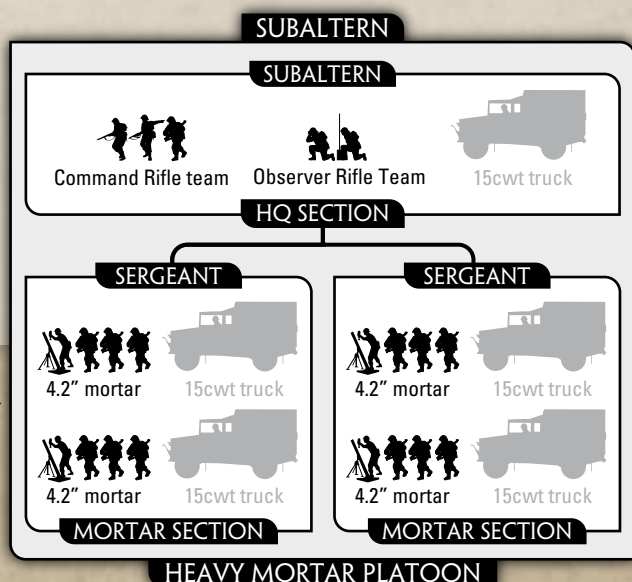 SUBALTERN
SUBALTERN
Command Rifle team Observer Rifle Team 15cwt truck
HQ SECTION
SERGEANT SERGEANT
4.2” mortar 15cwt truck 4.2” mortar 15cwt truck
4.2” mortar 15cwt truck 4.2” mortar 15cwt truck
MORTAR SECTION MORTAR SECTION
HEAVY MORTAR PLATOON